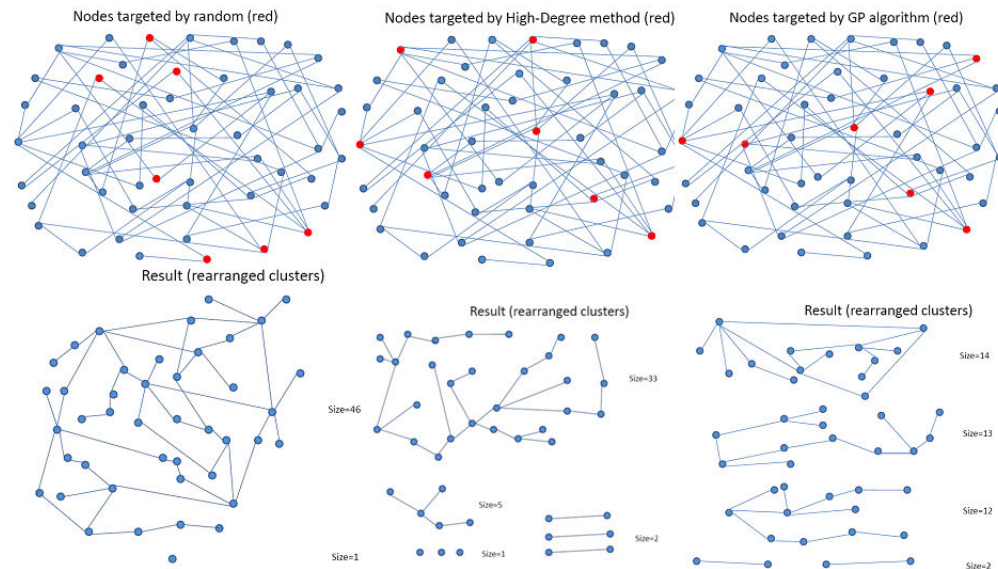 Nodes targeted by random (red)
Nodes targeted by High-Degree method (red)
Nodes targeted by GP algorithm (red)
Result (rearranged clusters)
Size=46
Size=1
Result (rearranged clusters)
Size=33
Size=5
Size=1
Size=2
Result (rearranged clusters)
Size=14
Size=13
Size=12
Size=2